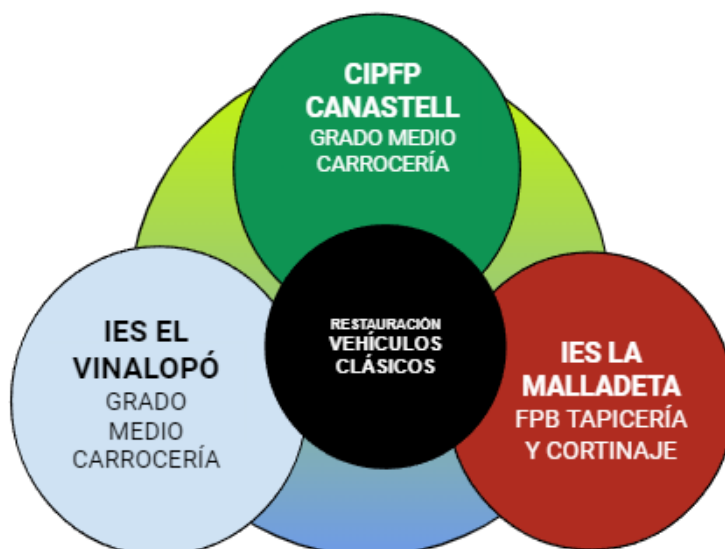 CIPFP
CANASTELL
GRADO MEDIO
CARROCERÍA
RESTAURACIÓN
VEHÍCULOS
CLÁSICOS
IES EL
VINALOPÓ
GRADO
MEDIO
CARROCERÍA
IES LA
MALLADETA
FPB TAPICERÍA
Y CORTINAJE